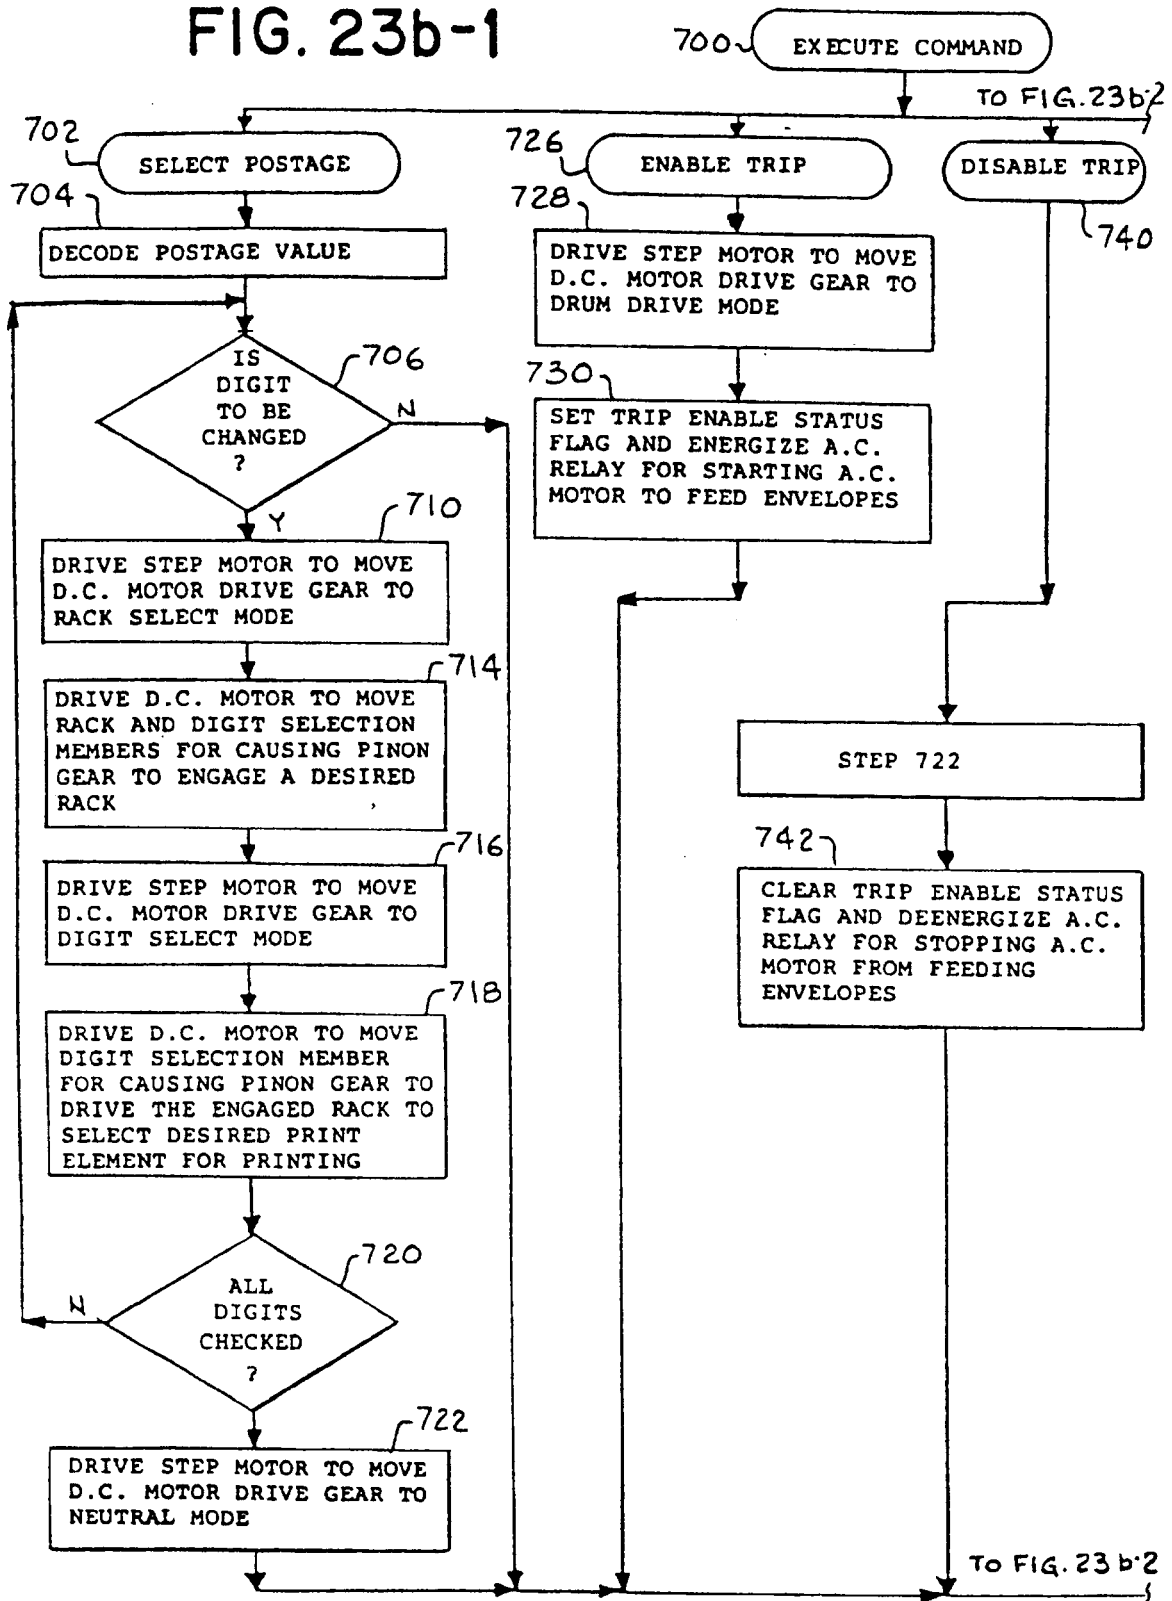 FIG. 23b-1
700
EXECUTE COMMAND
TO FIG. 23b-2
702
SELECT POSTAGE
704
DECODE POSTAGE VALUE
IS
DIGIT
TO BE
CHANGED
?
706
N
Y
710
DRIVE STEP MOTOR TO MOVE
D.C. MOTOR DRIVE GEAR TO
RACK SELECT MODE
714
DRIVE D.C. MOTOR TO MOVE
RACK AND DIGIT SELECTION
MEMBERS FOR CAUSING PINON
GEAR TO ENGAGE A DESIRED
RACK
716
DRIVE STEP MOTOR TO MOVE
D.C. MOTOR DRIVE GEAR TO
DIGIT SELECT MODE
718
DRIVE D.C. MOTOR TO MOVE
DIGIT SELECTION MEMBER
FOR CAUSING PINON GEAR TO
DRIVE THE ENGAGED RACK TO
SELECT DESIRED PRINT
ELEMENT FOR PRINTING
720
ALL
DIGITS
CHECKED
?
N
722
DRIVE STEP MOTOR TO MOVE
D.C. MOTOR DRIVE GEAR TO
NEUTRAL MODE
726
ENABLE TRIP
728
DRIVE STEP MOTOR TO MOVE
D.C. MOTOR DRIVE GEAR TO
DRUM DRIVE MODE
730
SET TRIP ENABLE STATUS
FLAG AND ENERGIZE A.C.
RELAY FOR STARTING A.C.
MOTOR TO FEED ENVELOPES
DISABLE TRIP
740
STEP 722
742
CLEAR TRIP ENABLE STATUS
FLAG AND DEENERGIZE A.C.
RELAY FOR STOPPING A.C.
MOTOR FROM FEEDING
ENVELOPES
TO FIG. 23b-2